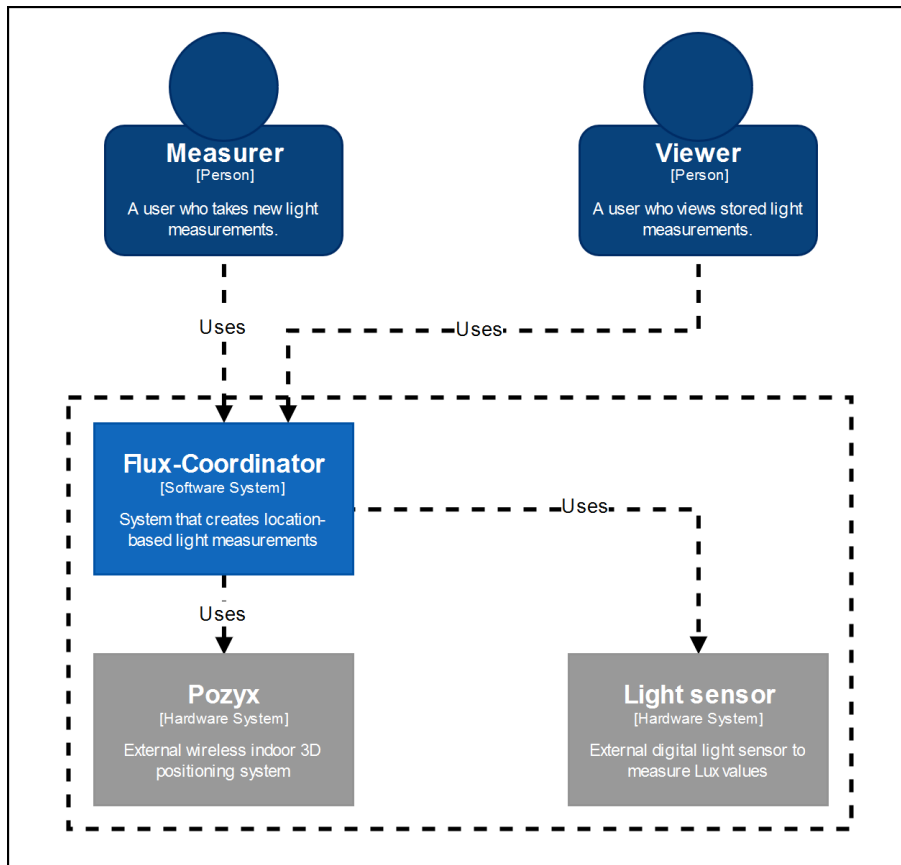 Measurer
[Person]
A user who takes new light
measurements.
Viewer
[Person]
A user who views stored light
measurements.
Uses
Uses
Flux-Coordinator
[Software System]
System that creates location-
based light measurements
Uses
Uses
Pozyx
[Hardware System]
External wireless indoor 3D
positioning system
Light sensor
[Hardware System]
External digital light sensor to
measure Lux values